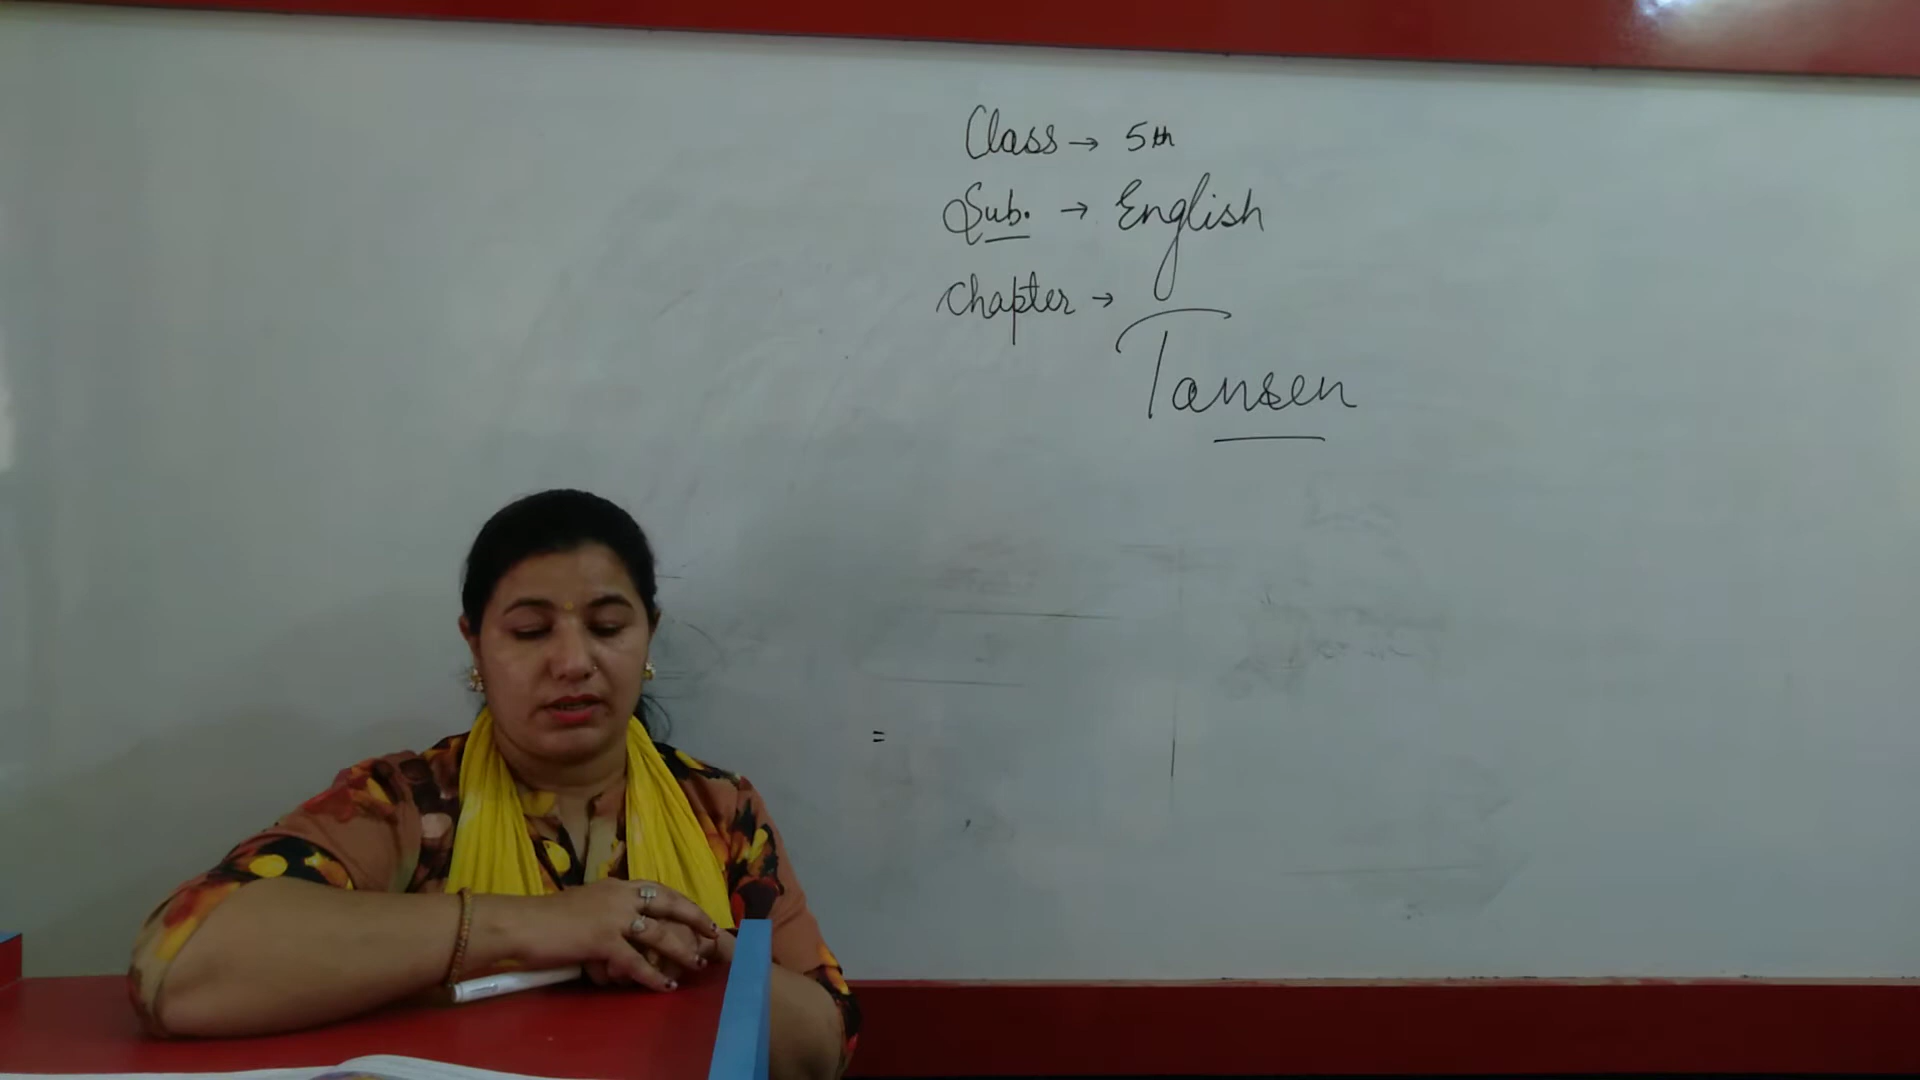 Class → 5th
Sub. → English
Chapter →
Tansen
=